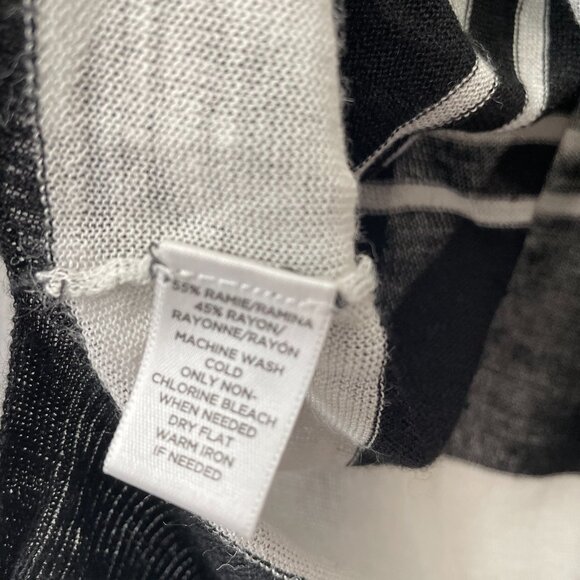 55% RAMIE/RAMINA
45% RAYON/
RAYONNE/RAYÓN
MACHINE WASH
COLD
ONLY NON-
CHLORINE BLEACH
WHEN NEEDED
DRY FLAT
WARM IRON
IF NEEDED